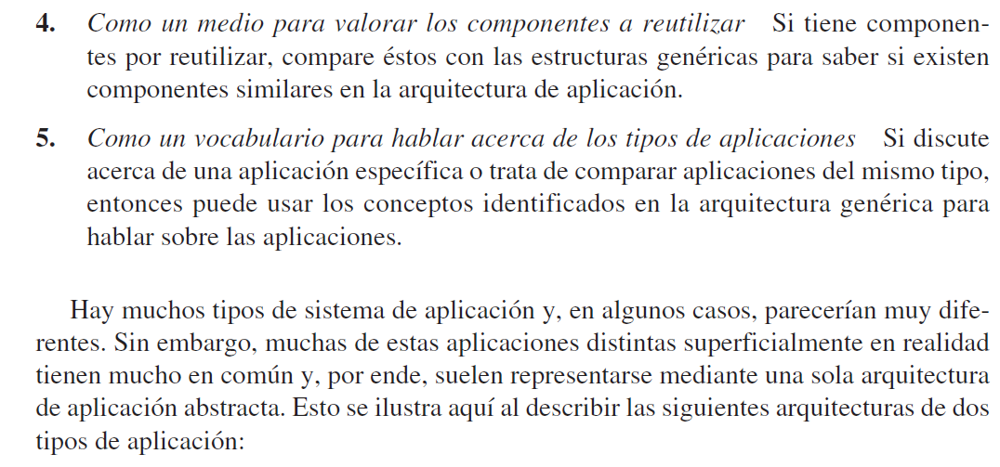 4. Como un medio para valorar los componentes a reutilizar Si tiene componen-
tes por reutilizar, compare éstos con las estructuras genéricas para saber si existen
componentes similares en la arquitectura de aplicación.
5. Como un vocabulario para hablar acerca de los tipos de aplicaciones Si discute
acerca de una aplicación específica o trata de comparar aplicaciones del mismo tipo,
entonces puede usar los conceptos identificados en la arquitectura genérica para
hablar sobre las aplicaciones.
Hay muchos tipos de sistema de aplicación y, en algunos casos, parecerían muy dife-
rentes. Sin embargo, muchas de estas aplicaciones distintas superficialmente en realidad
tienen mucho en común y, por ende, suelen representarse mediante una sola arquitectura
de aplicación abstracta. Esto se ilustra aquí al describir las siguientes arquitecturas de dos
tipos de aplicación: